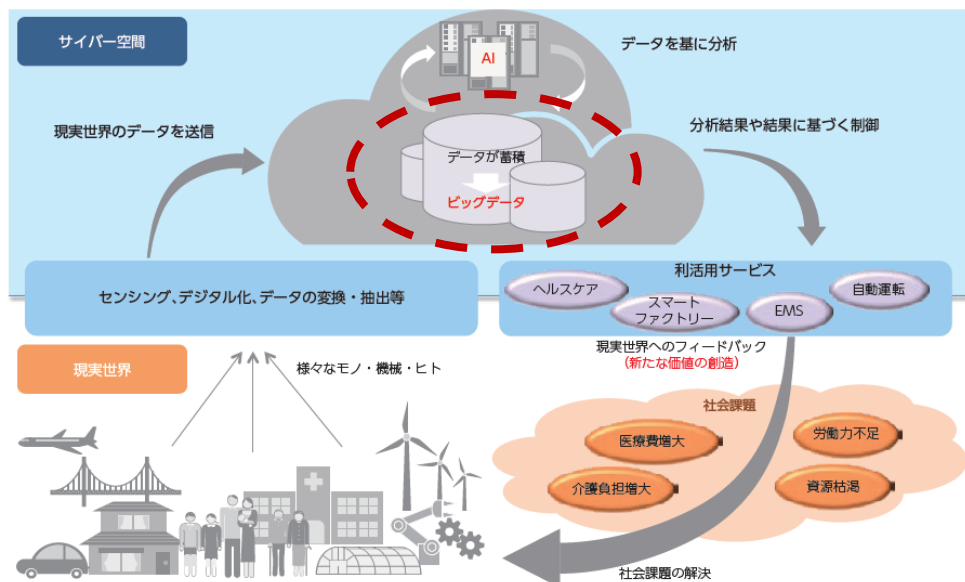 サイバー空間
AI
データを基に分析
現実世界のデータを送信
分析結果や結果に基づく制御
データが蓄積
ビッグデータ
センシング、デジタル化、データの変換・抽出等
利活用サービス
ヘルスケア
スマート
ファクトリー
EMS
自動運転
現実世界へのフィードバック
(新たな価値の創造)
現実世界
様々なモノ・機械・ヒト
社会課題
医療費増大
労働力不足
介護負担増大
資源枯渇
社会課題の解決